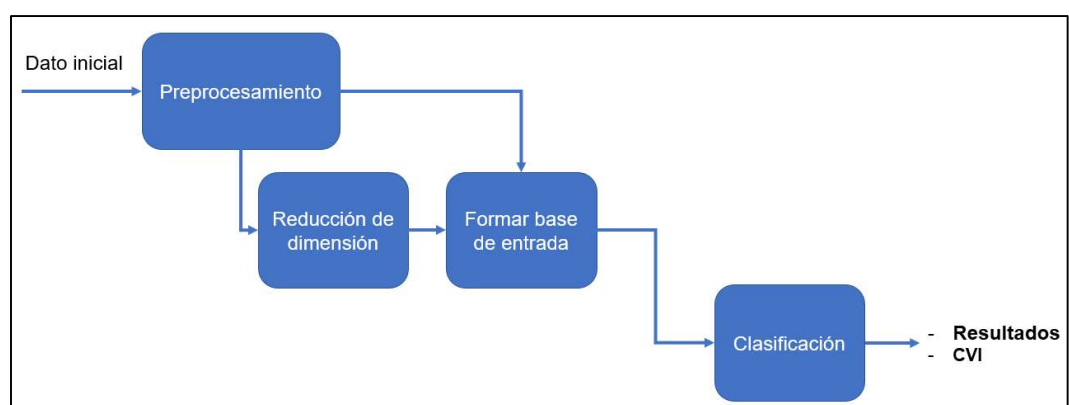 Dato inicial
Preprocesamiento
Reducción de
dimensión
Formar base
de entrada
Clasificación
- Resultados
- CVI